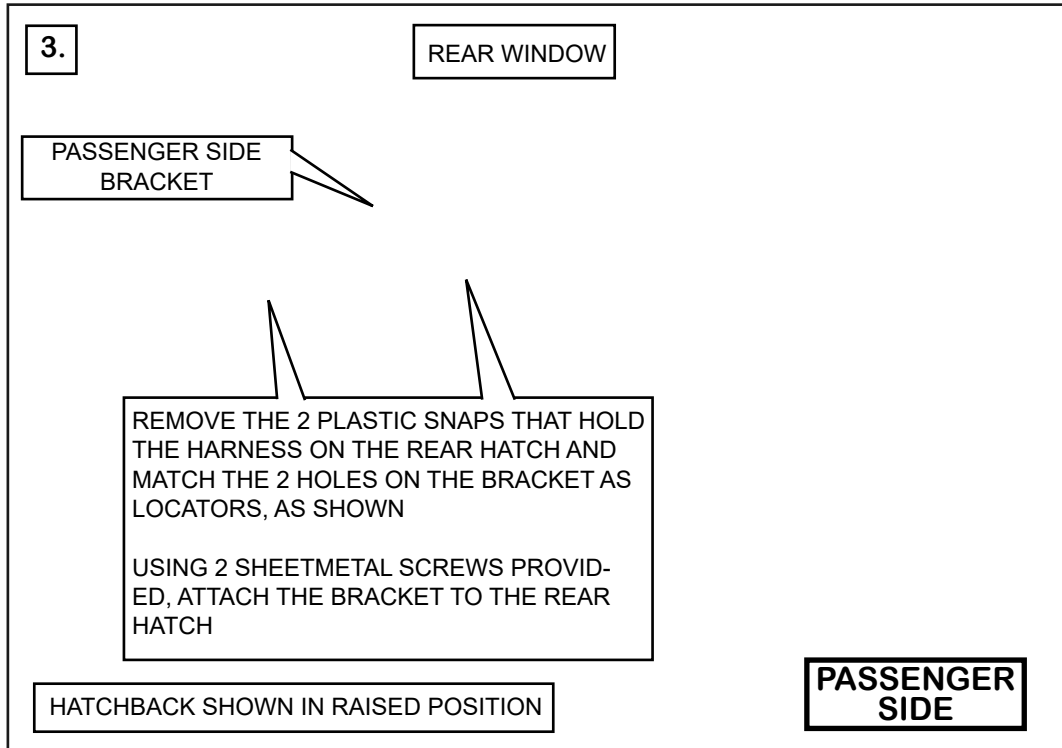 3.
REAR WINDOW
PASSENGER SIDE
BRACKET
REMOVE THE 2 PLASTIC SNAPS THAT HOLD
THE HARNESS ON THE REAR HATCH AND
MATCH THE 2 HOLES ON THE BRACKET AS
LOCATORS, AS SHOWN
USING 2 SHEETMETAL SCREWS PROVID-
ED, ATTACH THE BRACKET TO THE REAR
HATCH
HATCHBACK SHOWN IN RAISED POSITION
PASSENGER
SIDE